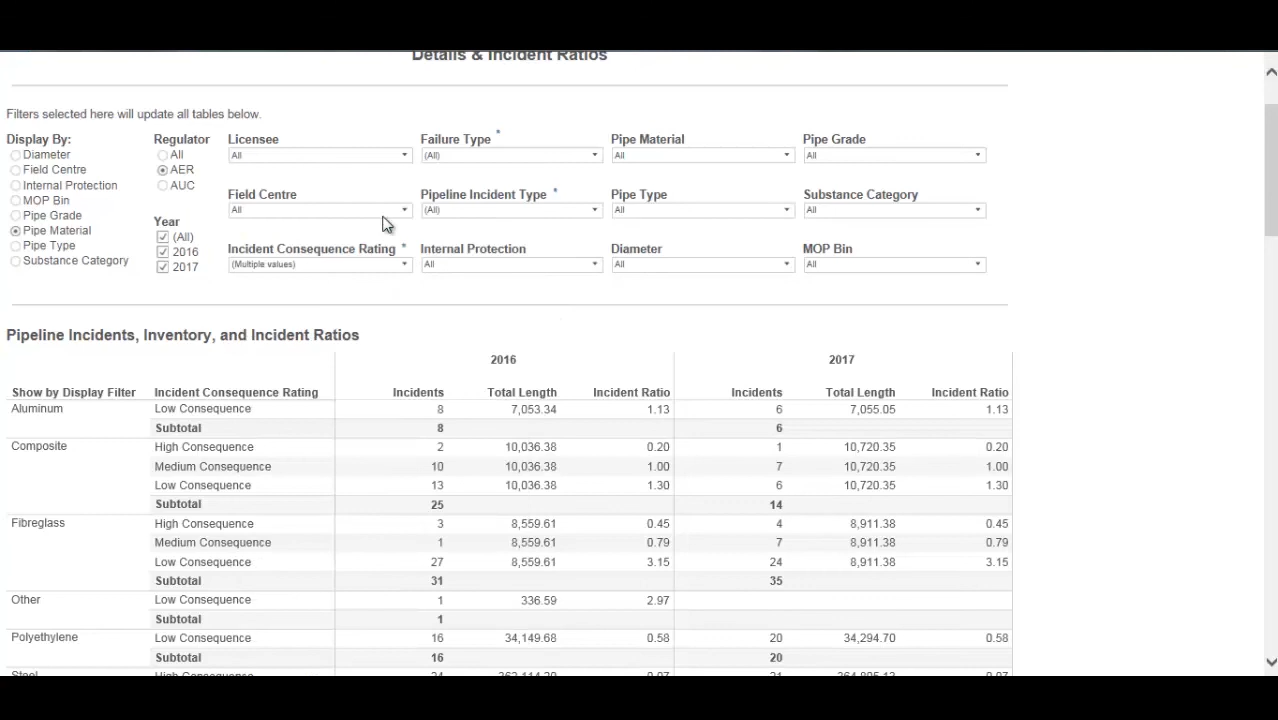 Details & Incident Ratios
Filters selected here will update all tables below.
Display By:
Diameter
Field Centre
Internal Protection
MOP Bin
Pipe Grade
Pipe Material
Pipe Type
Substance Category
Regulator
All
AER
AUC
Year
(All)
2016
2017
Licensee
All
Failure Type *
(All)
Pipe Material
All
Pipe Grade
All
Field Centre
All
Pipeline Incident Type *
(All)
Pipe Type
All
Substance Category
All
Incident Consequence Rating *
(Multiple values)
Internal Protection
All
Diameter
All
MOP Bin
All
Pipeline Incidents, Inventory, and Incident Ratios
2016 2017
Show by Display Filter Incident Consequence Rating Incidents Total Length Incident Ratio Incidents Total Length Incident Ratio
Aluminum Low Consequence 8 7,053.34 1.13 6 7,055.05 1.13
Subtotal 8 6
Composite High Consequence 2 10,036.38 0.20 1 10,720.35 0.20
Medium Consequence 10 10,036.38 1.00 7 10,720.35 1.00
Low Consequence 13 10,036.38 1.30 6 10,720.35 1.30
Subtotal 25 14
Fibreglass High Consequence 3 8,559.61 0.45 4 8,911.38 0.45
Medium Consequence 1 8,559.61 0.79 7 8,911.38 0.79
Low Consequence 27 8,559.61 3.15 24 8,911.38 3.15
Subtotal 31 35
Other Low Consequence 1 336.59 2.97
Subtotal 1
Polyethylene Low Consequence 16 34,149.68 0.58 20 34,294.70 0.58
Subtotal 16 20
Steel High Consequence